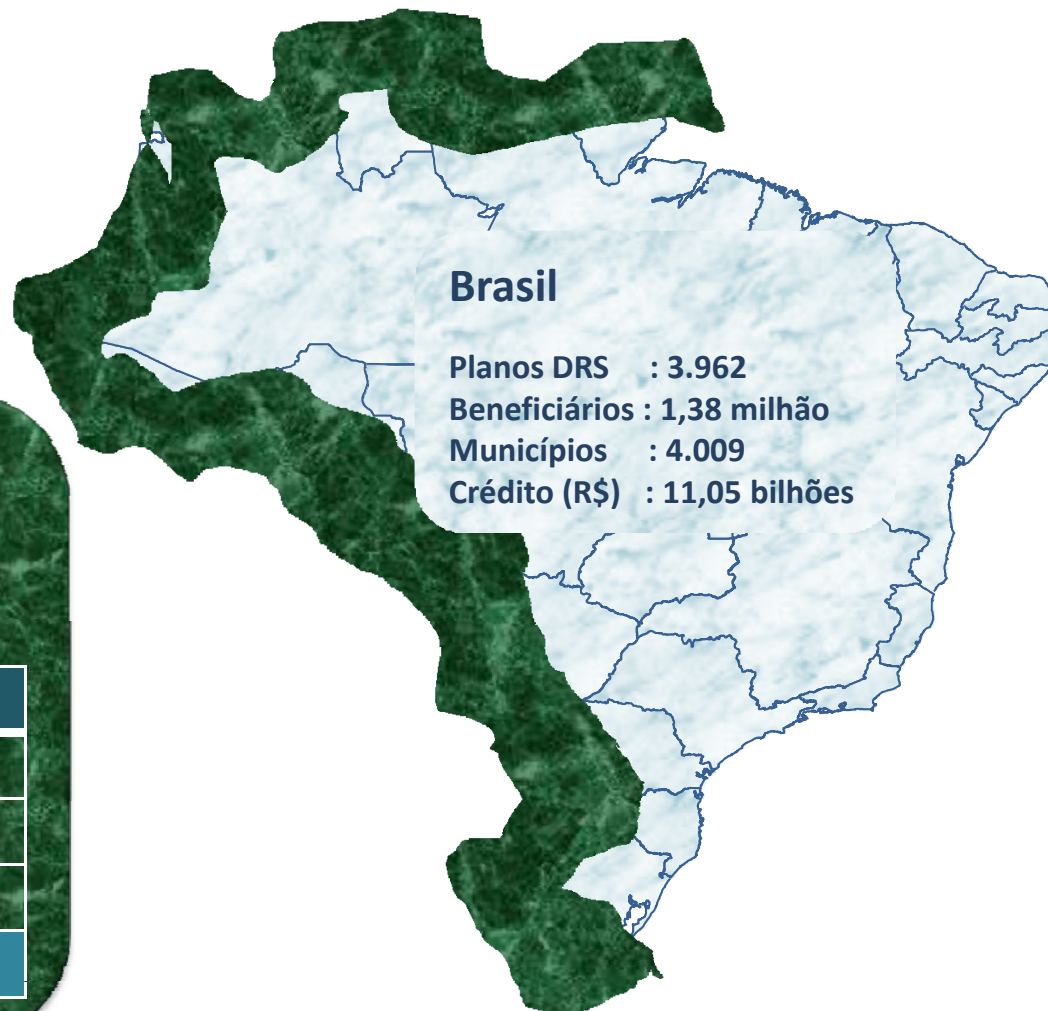 Brasil
Planos DRS : 3.962
Beneficiários : 1,38 milhão
Municípios : 4.009
Crédito (R$) : 11,05 bilhões